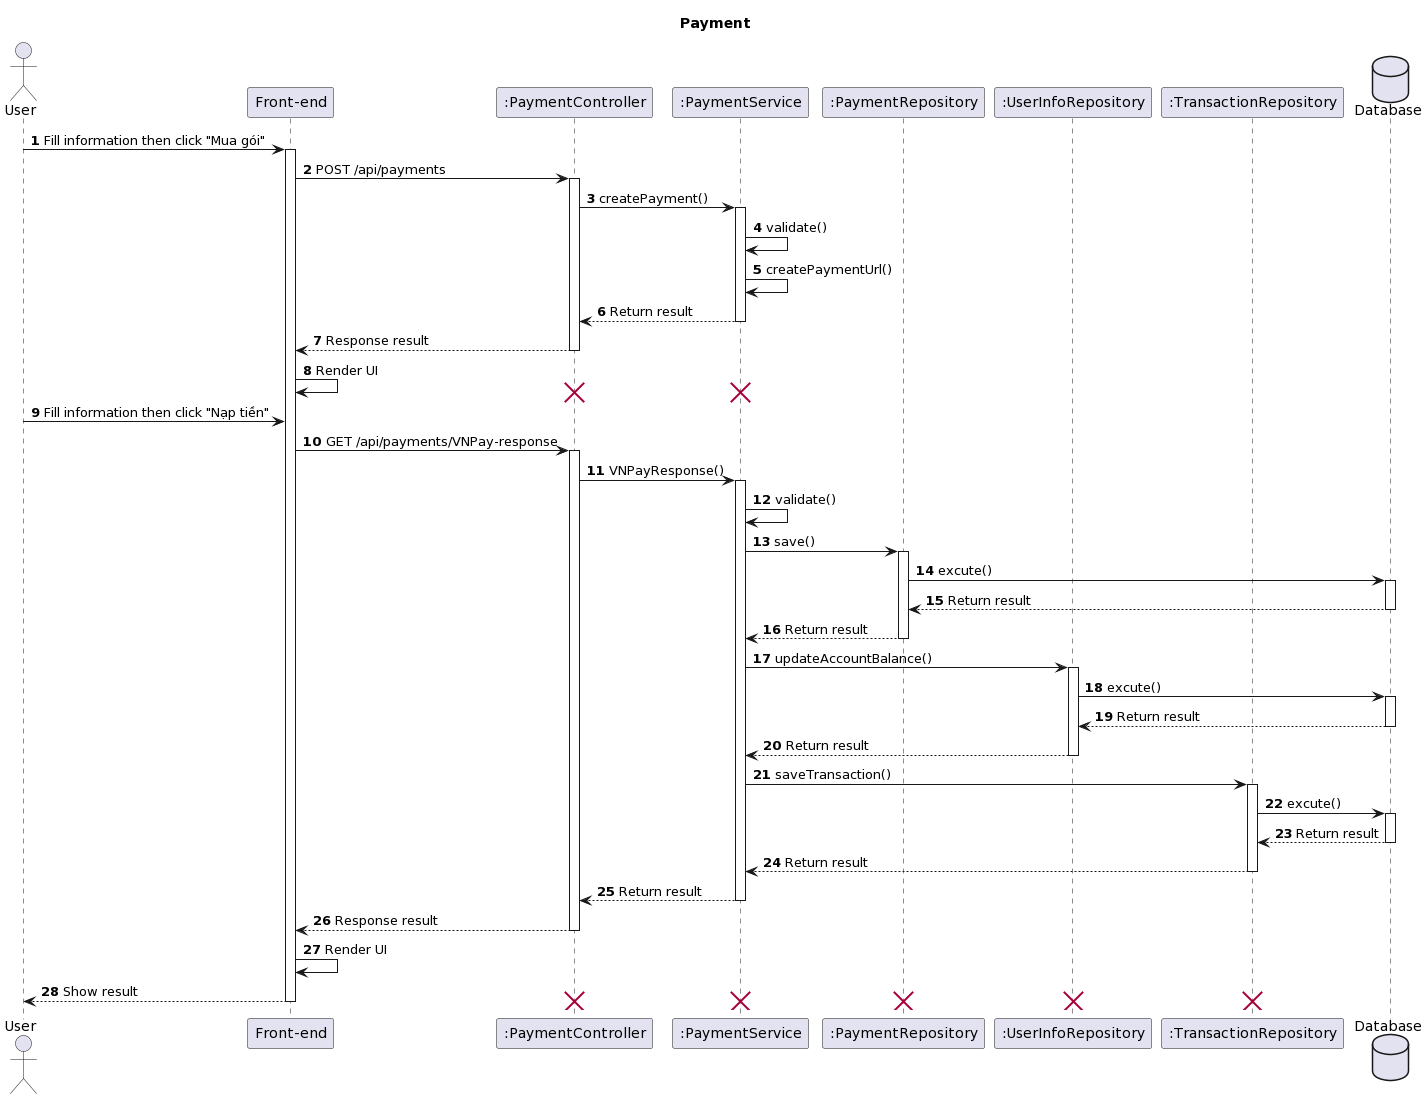 Payment
User
Front-end
:PaymentController
:PaymentService
:PaymentRepository
:UserInfoRepository
:TransactionRepository
Database
1 Fill information then click "Mua gói"
2 POST /api/payments
3 createPayment()
4 validate()
5 createPaymentUrl()
6 Return result
7 Response result
8 Render UI
9 Fill information then click "Nạp tiền"
10 GET /api/payments/VNPay-response
11 VNPayResponse()
12 validate()
13 save()
14 excute()
15 Return result
16 Return result
17 updateAccountBalance()
18 excute()
19 Return result
20 Return result
21 saveTransaction()
22 excute()
23 Return result
24 Return result
25 Return result
26 Response result
27 Render UI
28 Show result
User
Front-end
:PaymentController
:PaymentService
:PaymentRepository
:UserInfoRepository
:TransactionRepository
Database